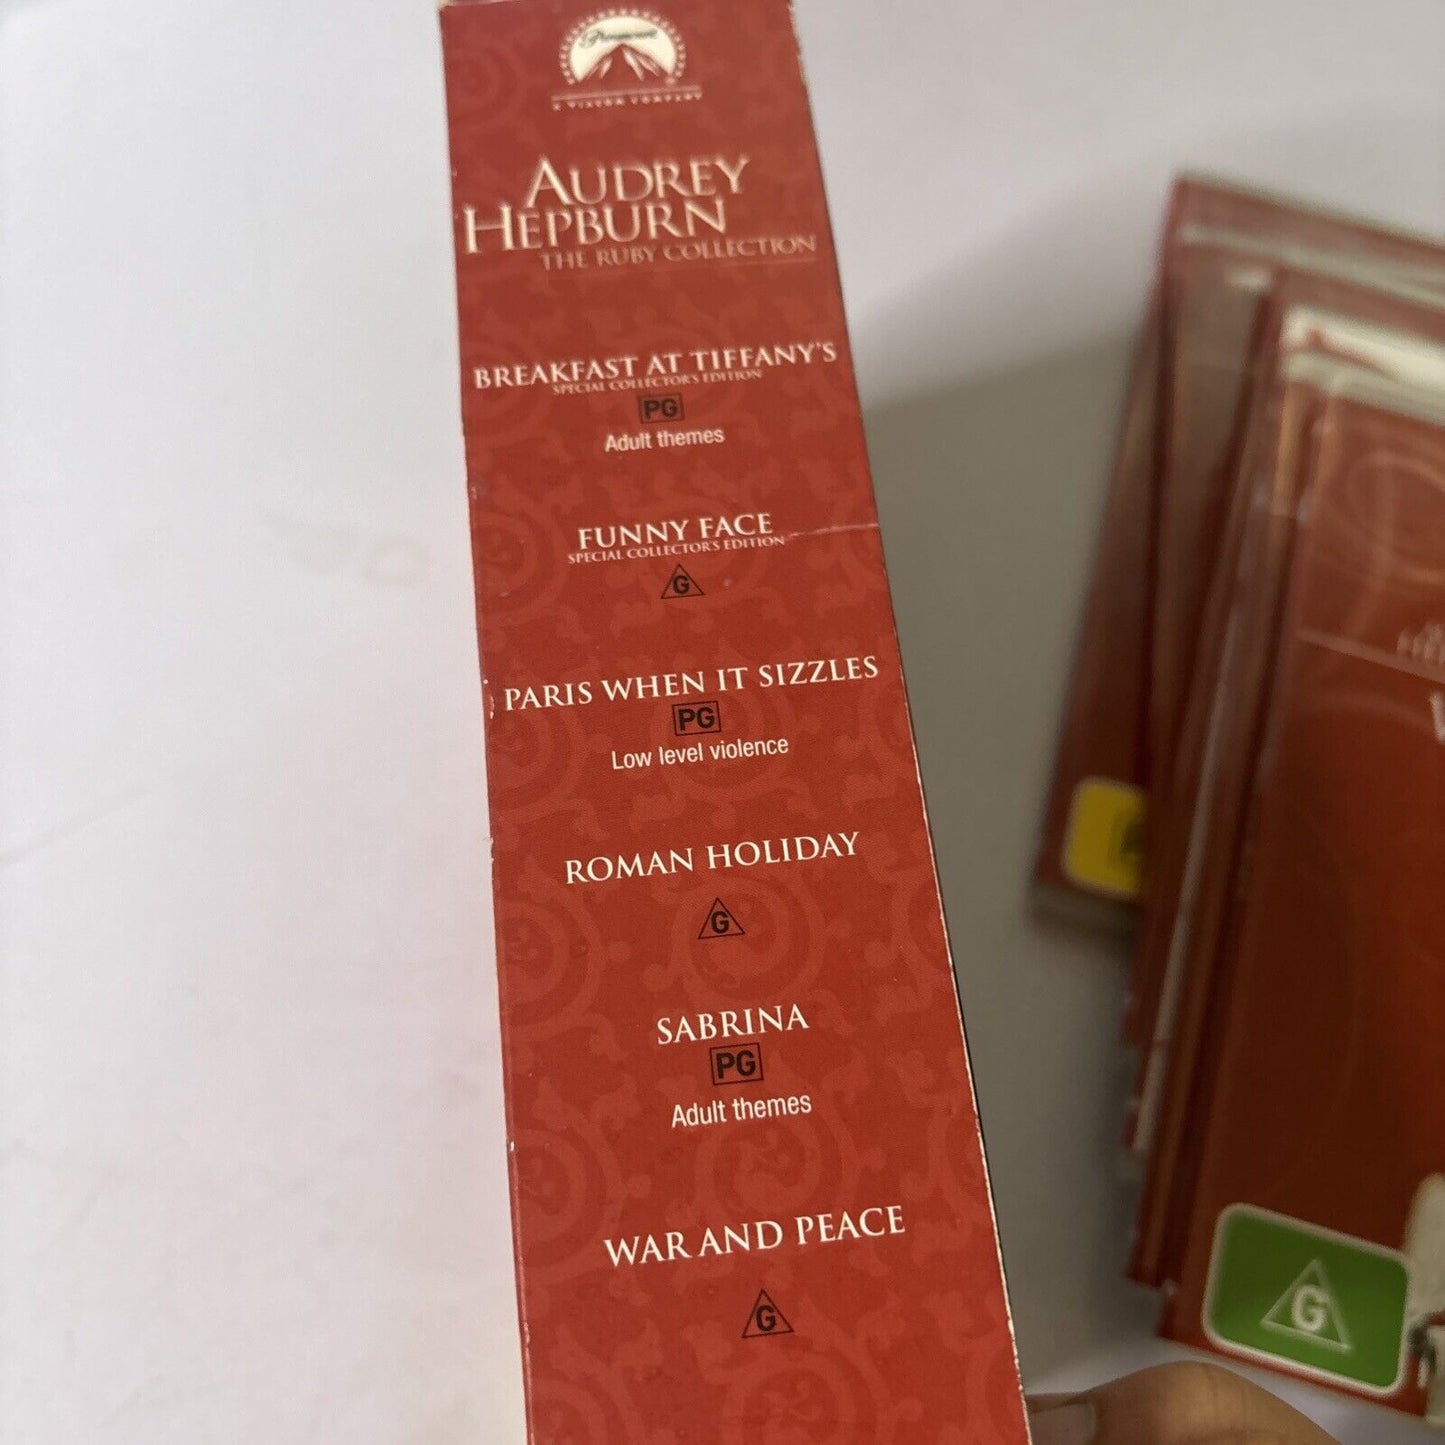 Paramount
A VIACOM COMPANY
AUDREY
HEPBURN
THE RUBY COLLECTION
BREAKFAST AT TIFFANY'S
SPECIAL COLLECTOR'S EDITION
PG
Adult themes
FUNNY FACE
SPECIAL COLLECTOR'S EDITION
G
PARIS WHEN IT SIZZLES
PG
Low level violence
ROMAN HOLIDAY
G
SABRINA
PG
Adult themes
WAR AND PEACE
G
G